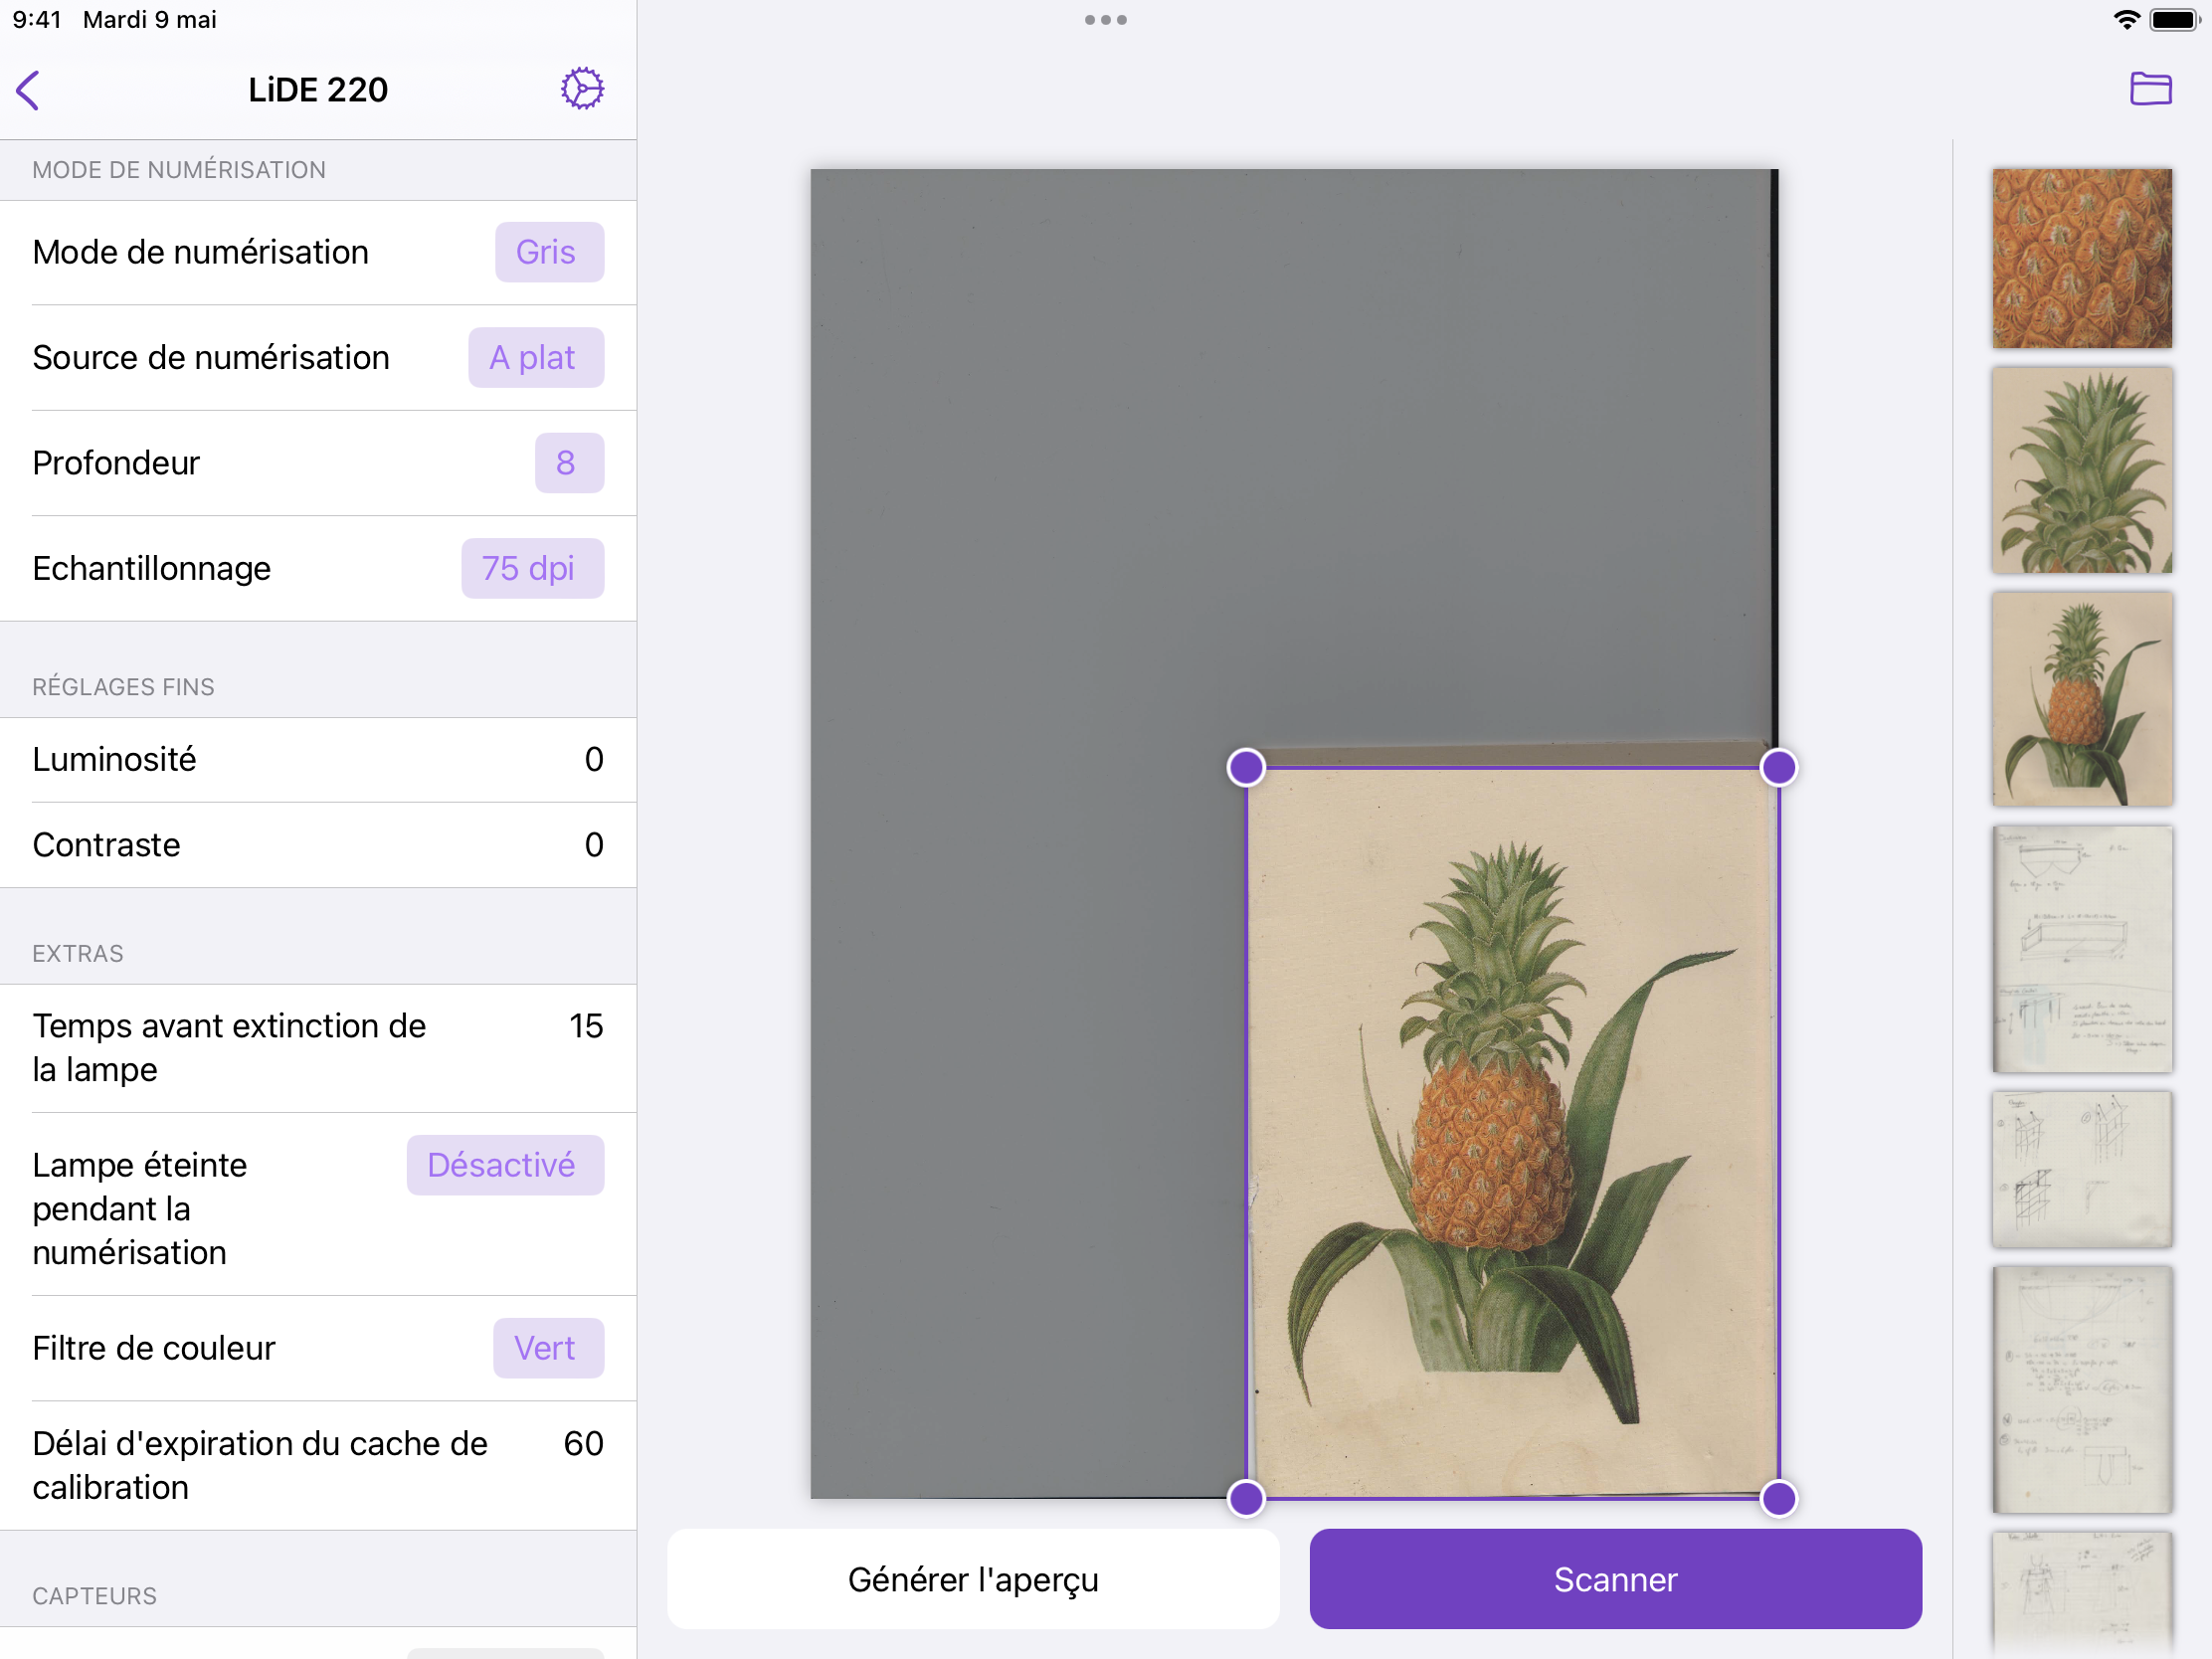 9:41 Mardi 9 mai
LiDE 220
MODE DE NUMÉRISATION
Mode de numérisation Gris
Source de numérisation A plat
Profondeur 8
Echantillonnage 75 dpi
RÉGLAGES FINS
Luminosité 0
Contraste 0
EXTRAS
Temps avant extinction de 15
la lampe
Lampe éteinte Désactivé
pendant la
numérisation
Filtre de couleur Vert
Délai d'expiration du cache de 60
calibration
CAPTEURS
Générer l'aperçu
Scanner